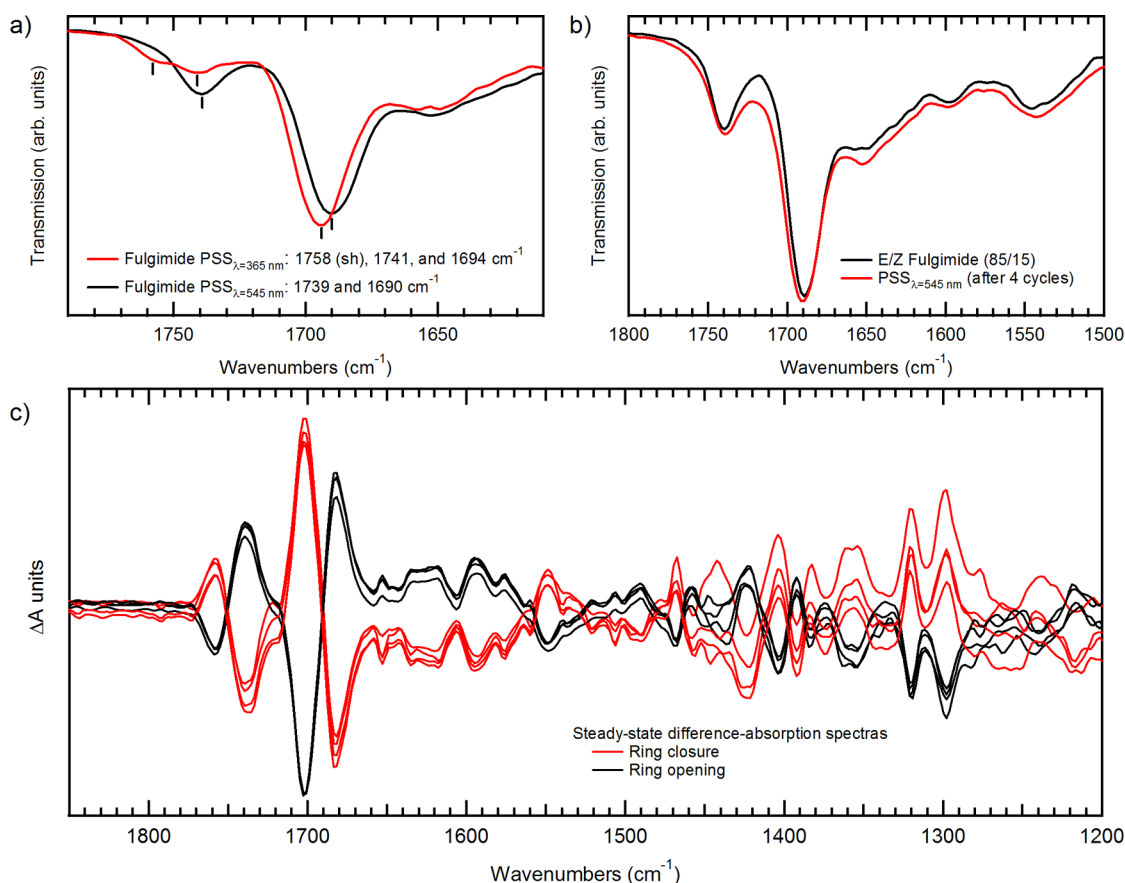 a)
Transmission (arb. units)
Fulgimide PSSλ=365 nm: 1758 (sh), 1741, and 1694 cm-1
Fulgimide PSSλ=545 nm: 1739 and 1690 cm-1
1750
1700
1650
Wavenumbers (cm-1)
b)
Transmission (arb. units)
E/Z Fulgimide (85/15)
PSSλ=545 nm (after 4 cycles)
1800
1750
1700
1650
1600
1550
1500
Wavenumbers (cm-1)
c)
ΔA units
Steady-state difference-absorption spectras
Ring closure
Ring opening
1800
1700
1600
1500
1400
1300
1200
Wavenumbers (cm-1)